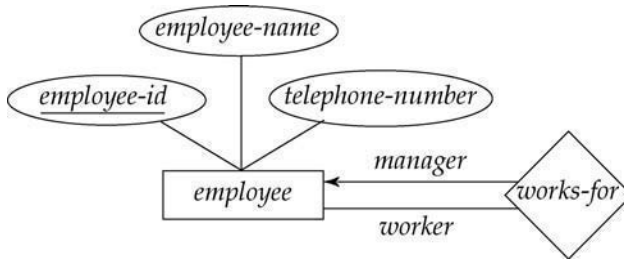 employee-name
employee-id
telephone-number
manager
employee
works-for
worker